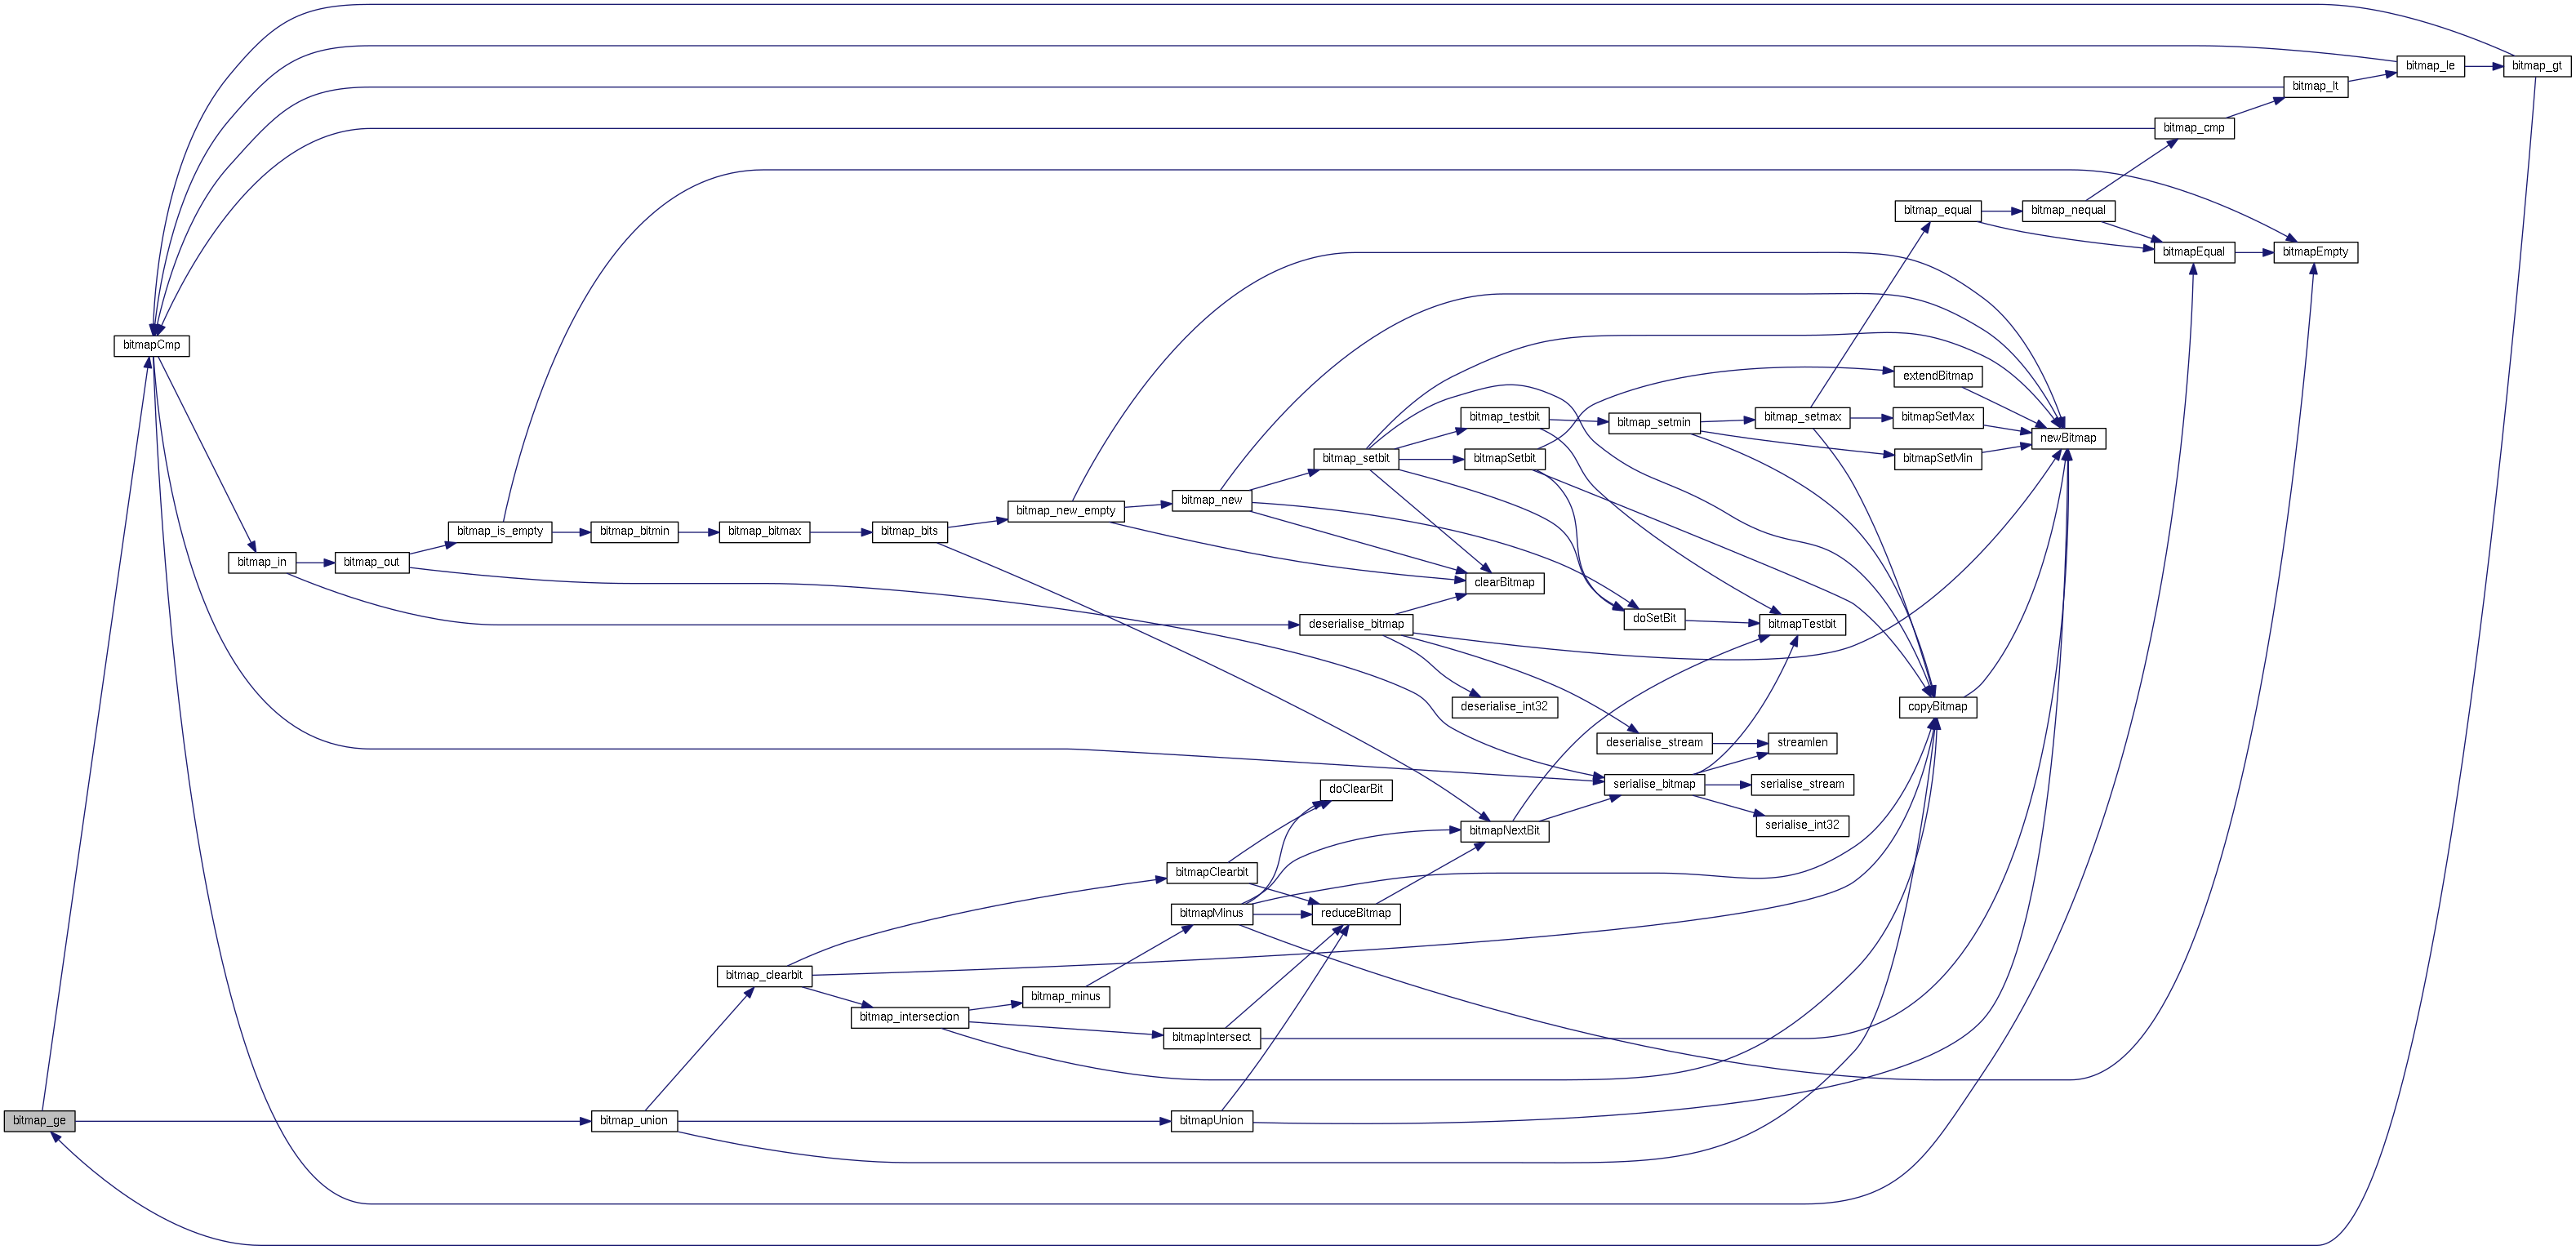 bitmap_gt
bitmap_le
bitmap_lt
bitmap_cmp
bitmap_equal
bitmap_nequal
bitmapEqual
bitmapEmpty
bitmapCmp
extendBitmap
bitmap_testbit
bitmap_setmin
bitmap_setmax
bitmapSetMax
newBitmap
bitmap_setbit
bitmapSetbit
bitmapSetMin
bitmap_new
bitmap_new_empty
bitmap_is_empty
bitmap_bitmin
bitmap_bitmax
bitmap_bits
bitmap_in
bitmap_out
clearBitmap
deserialise_bitmap
doSetBit
bitmapTestbit
deserialise_int32
copyBitmap
deserialise_stream
streamlen
serialise_bitmap
serialise_stream
doClearBit
bitmapNextBit
serialise_int32
bitmapClearbit
bitmapMinus
reduceBitmap
bitmap_clearbit
bitmap_minus
bitmap_intersection
bitmapIntersect
bitmap_ge
bitmap_union
bitmapUnion